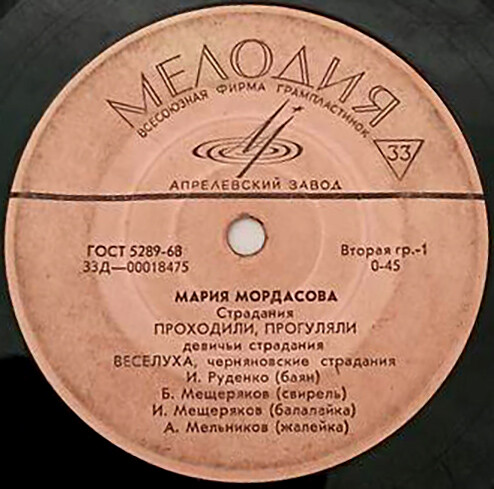 МЕЛОДИЯ
ВСЕСОЮЗНАЯ ФИРМА ГРАМПЛАСТИНОК
33
АПРЕЛЕВСКИЙ ЗАВОД
ГОСТ 5289-68
33Д—00018475
Вторая гр.-1
0-45
МАРИЯ МОРДАСОВА
Страдания
ПРОХОДИЛИ, ПРОГУЛЯЛИ
девичьи страдания
ВЕСЕЛУХА, черняновские страдания
И. Руденко (баян)
Б. Мещеряков (свирель)
И. Мещеряков (балалайка)
А. Мельников (жалейка)